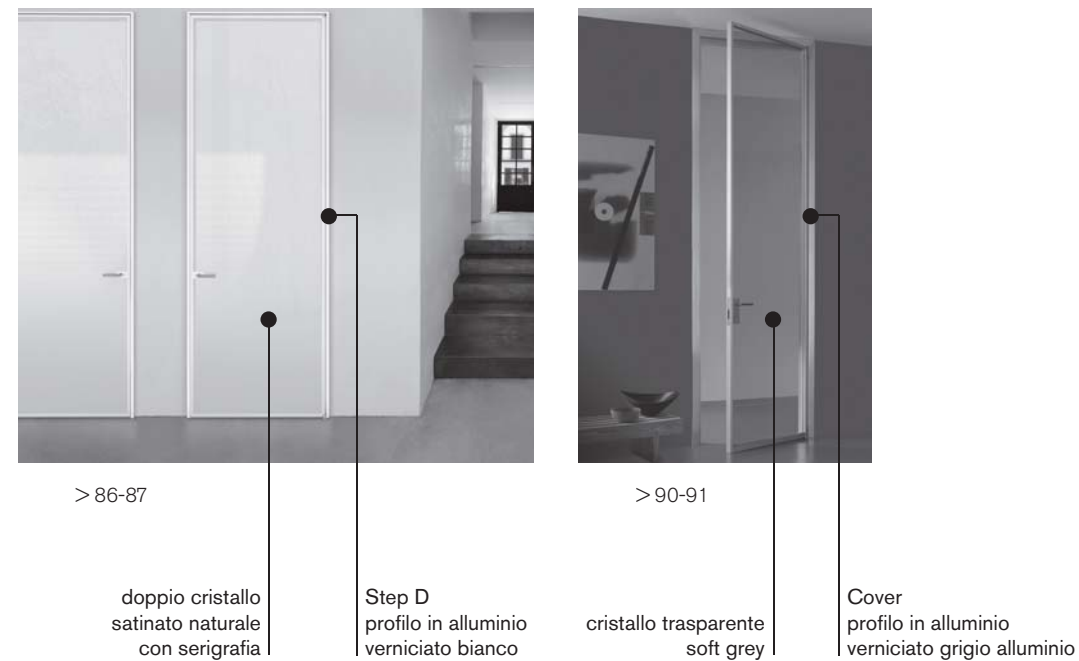 > 86-87
doppio cristallo
satinato naturale
con serigrafia
Step D
profilo in alluminio
verniciato bianco
> 90-91
cristallo trasparente
soft grey
Cover
profilo in alluminio
verniciato grigio alluminio